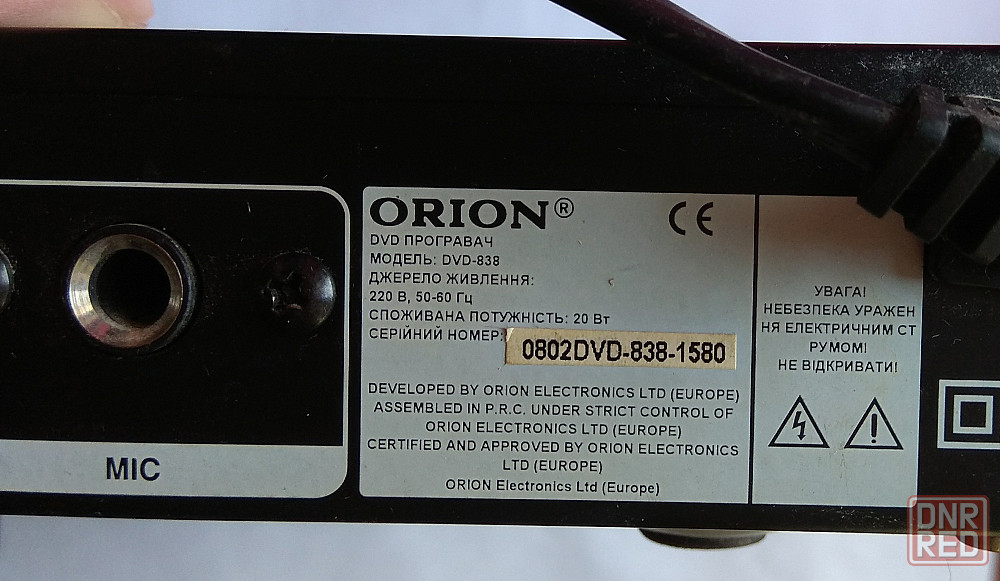 ORION® CE
DVD ПРОГРАВАЧ
МОДЕЛЬ: DVD-838
ДЖЕРЕЛО ЖИВЛЕННЯ:
220 В, 50-60 Гц
СПОЖИВАНА ПОТУЖНІСТЬ: 20 Вт
СЕРІЙНИЙ НОМЕР: 0802DVD-838-1580
DEVELOPED BY ORION ELECTRONICS LTD (EUROPE)
ASSEMBLED IN P.R.C. UNDER STRICT CONTROL OF
ORION ELECTRONICS LTD (EUROPE)
CERTIFIED AND APPROVED BY ORION ELECTRONICS
LTD (EUROPE)
ORION Electronics Ltd (Europe)
УВАГА!
НЕБЕЗПЕКА УРАЖЕН
НЯ ЕЛЕКТРИЧНИМ СТ
РУМОМ!
НЕ ВІДКРИВАТИ!
MIC
DNR
RED